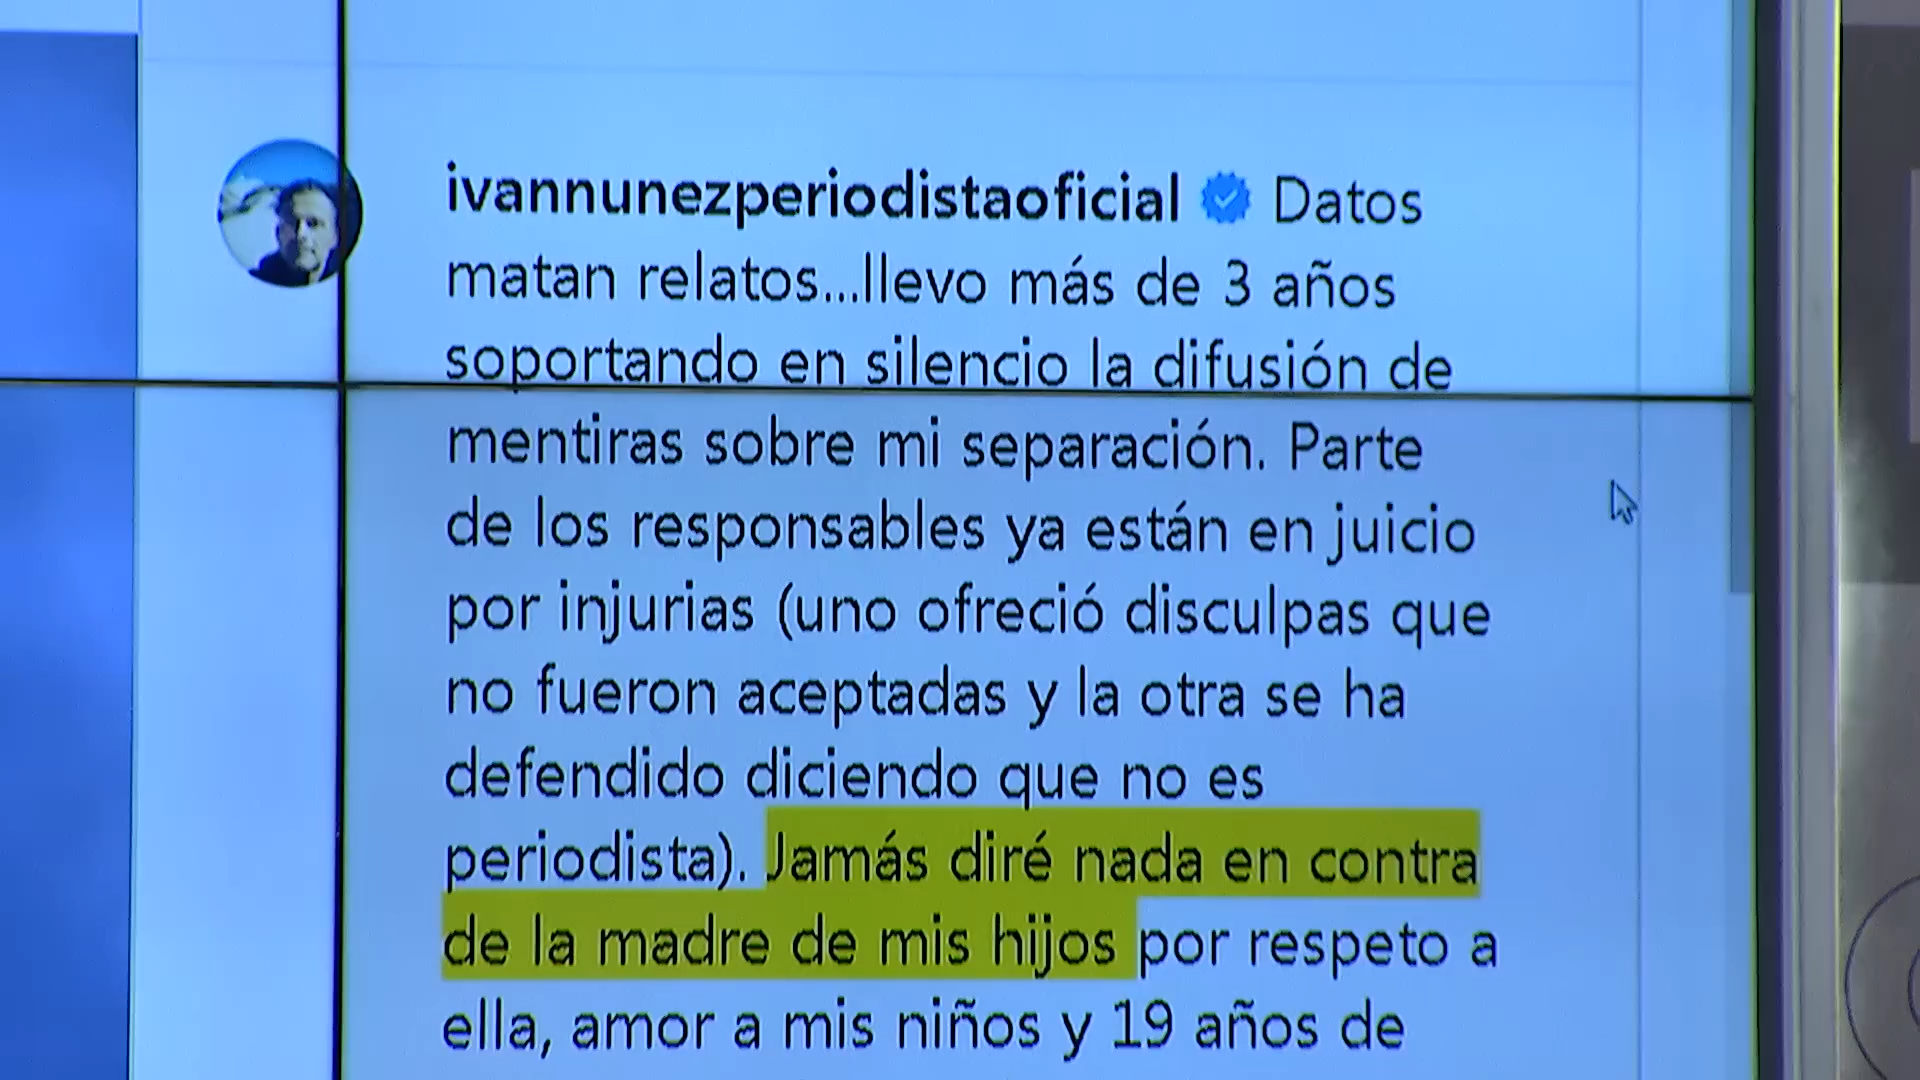 ivannunezperiodistaoficial Datos
matan relatos...llevo más de 3 años
soportando en silencio la difusión de
mentiras sobre mi separación. Parte
de los responsables ya están en juicio
por injurias (uno ofreció disculpas que
no fueron aceptadas y la otra se ha
defendido diciendo que no es
periodista). Jamás diré nada en contra
de la madre de mis hijos por respeto a
ella, amor a mis niños y 19 años de